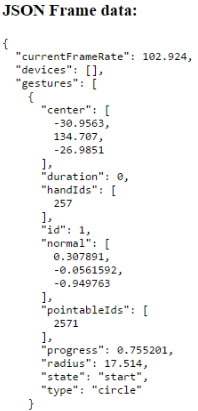 JSON Frame data:
{
"currentFrameRate": 102.924,
"devices": [],
"gestures": [
{
"center": [
-30.9563,
134.707,
-26.9851
],
"duration": 0,
"handIds": [
257
],
"id": 1,
"normal": [
0.307891,
-0.0561592,
-0.949763
],
"pointableIds": [
2571
],
"progress": 0.755201,
"radius": 17.514,
"state": "start",
"type": "circle"
}